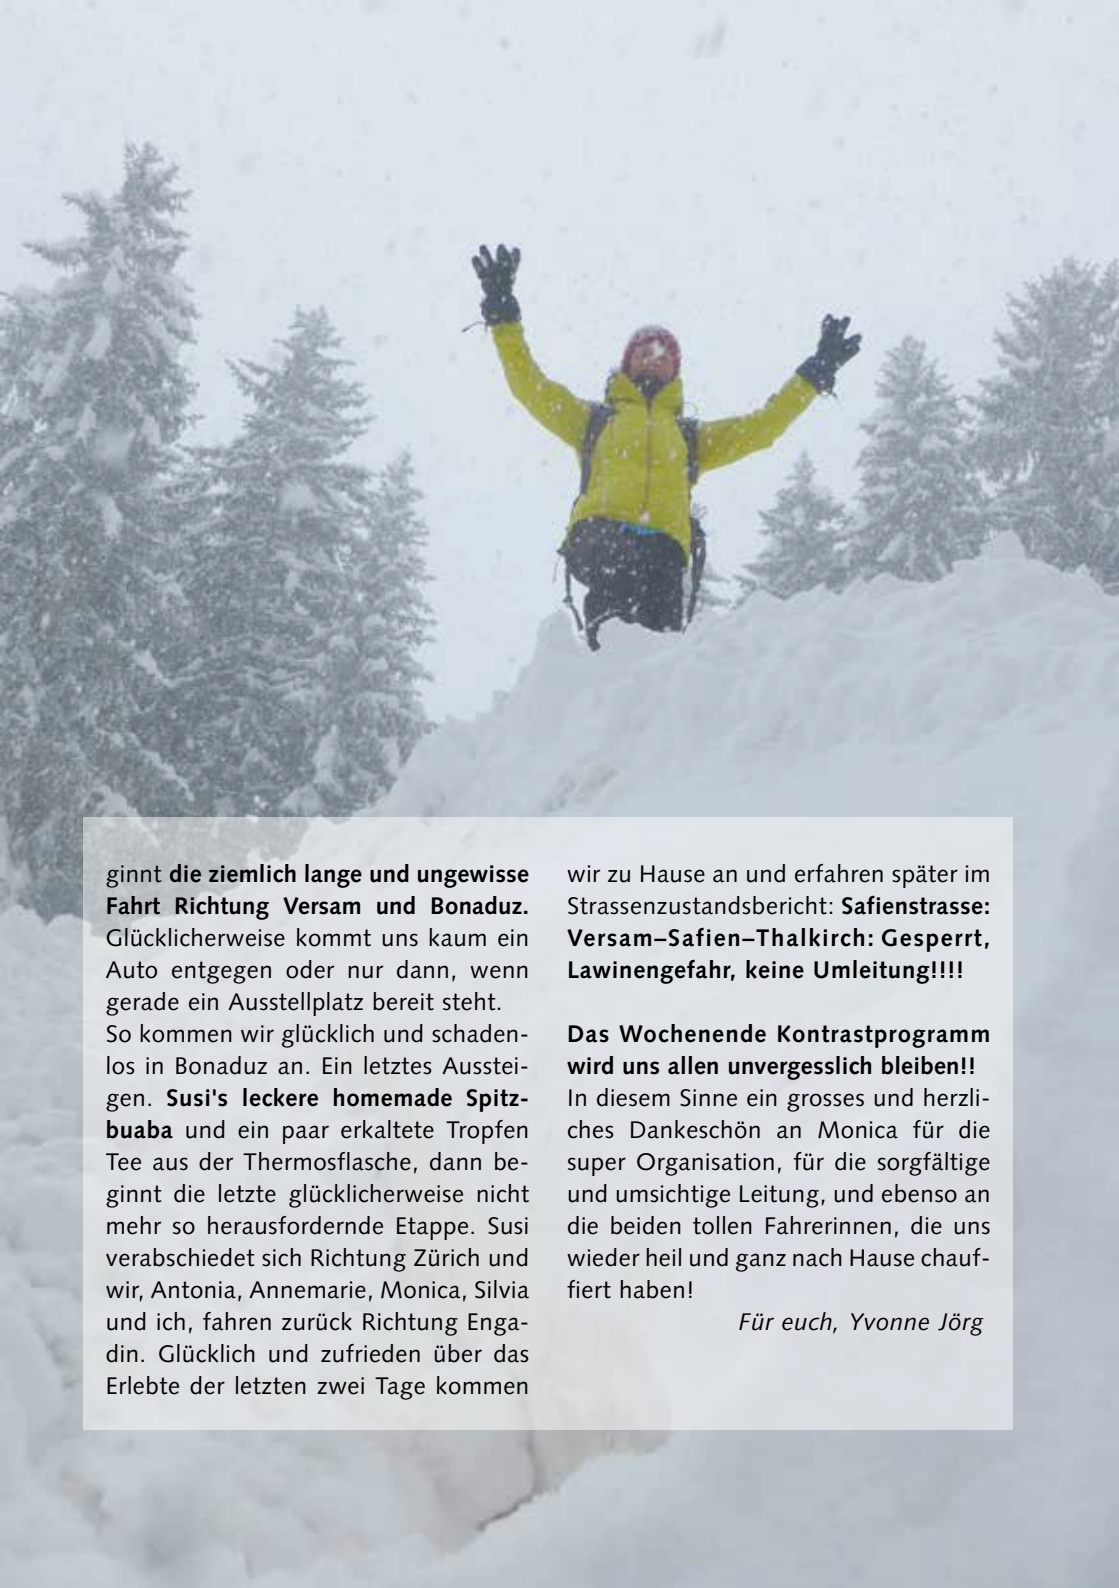 ginnt die ziemlich lange und ungewisse
Fahrt Richtung Versam und Bonaduz.
Glücklicherweise kommt uns kaum ein
Auto entgegen oder nur dann, wenn
gerade ein Ausstellplatz bereit steht.
So kommen wir glücklich und schaden-
los in Bonaduz an. Ein letztes Ausstei-
gen. Susi's leckere homemade Spitz-
buaba und ein paar erkaltete Tropfen
Tee aus der Thermosflasche, dann be-
ginnt die letzte glücklicherweise nicht
mehr so herausfordernde Etappe. Susi
verabschiedet sich Richtung Zürich und
wir, Antonia, Annemarie, Monica, Silvia
und ich, fahren zurück Richtung Enga-
din. Glücklich und zufrieden über das
Erlebte der letzten zwei Tage kommen
wir zu Hause an und erfahren später im
Strassenzustandsbericht: Safienstrasse:
Versam–Safien–Thalkirch: Gesperrt,
Lawinengefahr, keine Umleitung!!!!
Das Wochenende Kontrastprogramm
wird uns allen unvergesslich bleiben!!
In diesem Sinne ein grosses und herzli-
ches Dankeschön an Monica für die
super Organisation, für die sorgfältige
und umsichtige Leitung, und ebenso an
die beiden tollen Fahrerinnen, die uns
wieder heil und ganz nach Hause chauf-
fiert haben!
Für euch, Yvonne Jörg